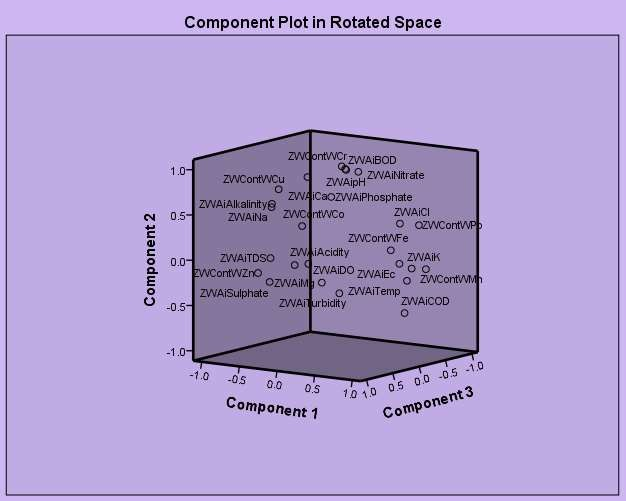 Component Plot in Rotated Space
ZWContWCr
ZWAiBOD
ZWAiNitrate
ZWContWCu
ZWAipH
ZWAiCa
ZWAiPhosphate
ZWAiAlkalinity
ZWAiNa
ZWContWCo
ZWAiCl
ZWContWPb
ZWContWFe
ZWAiTDS
ZWAiAcidity
ZWAiK
ZWContWZn
ZWAiDO
ZWAiEc
ZWContWMn
ZWAiMg
ZWAiSulphate
ZWAiTurbidity
ZWAiTemp
ZWAiCOD
Component 2
1.0
0.5
0.0
-0.5
-1.0
-1.0 -0.5 0.0 0.5 1.0
Component 1
1.0 0.5 0.0 -0.5 -1.0
Component 3